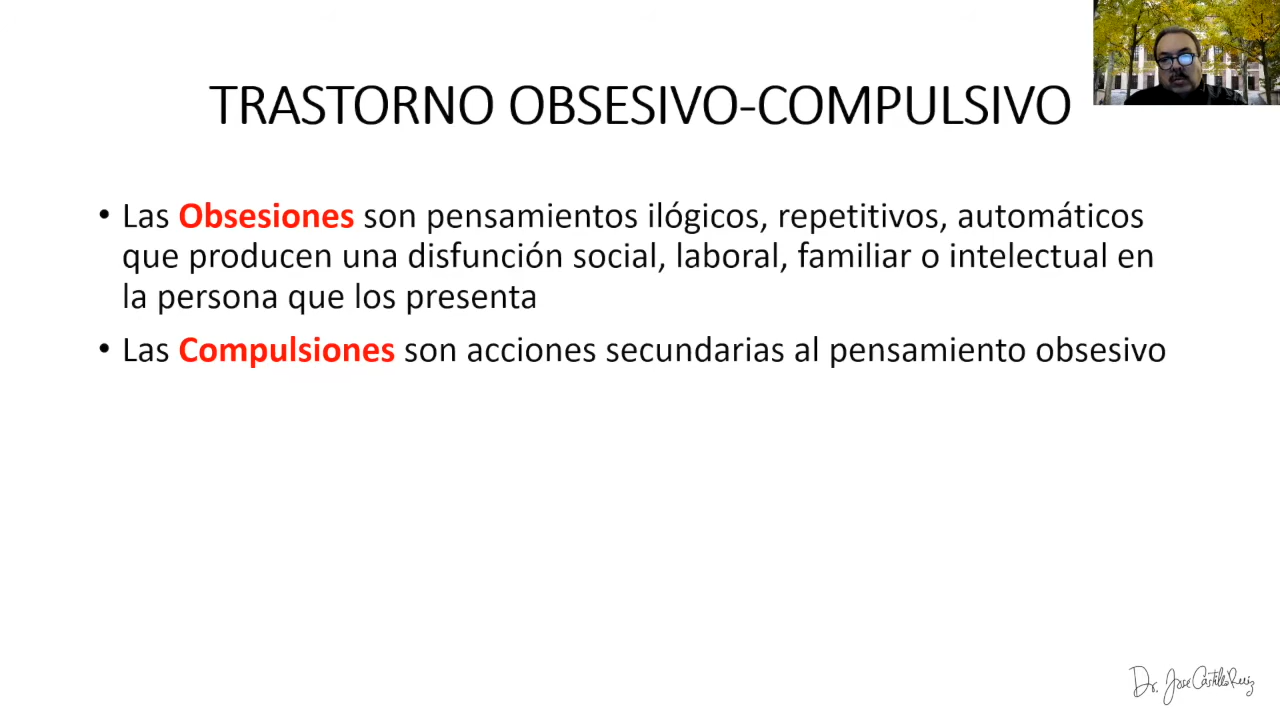 TRASTORNO OBSESIVO-COMPULSIVO
• Las Obsesiones son pensamientos ilógicos, repetitivos, automáticos
que producen una disfunción social, laboral, familiar o intelectual en
la persona que los presenta
• Las Compulsiones son acciones secundarias al pensamiento obsesivo
Dr. Jose Castillo Ruiz